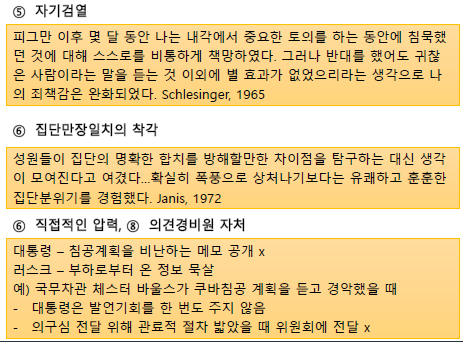 ⑤ 자기검열
피그만 이후 몇 달 동안 나는 내각에서 중요한 토의를 하는 동안에 침묵했
던 것에 대해 스스로를 비통하게 책망하였다. 그러나 반대를 했어도 귀찮
은 사람이라는 말을 듣는 것 이외에 별 효과가 없었으리라는 생각으로 나
의 죄책감은 완화되었다. Schlesinger, 1965
⑥ 집단만장일치의 착각
성원들이 집단의 명확한 합치를 방해할만한 차이점을 탐구하는 대신 생각
이 모여진다고 여겼다...확실히 폭풍으로 상처나기보다는 유쾌하고 훈훈한
집단분위기를 경험했다. Janis, 1972
⑥ 직접적인 압력, ⑧ 의견경비원 자처
대통령 – 침공계획을 비난하는 메모 공개 x
러스크 – 부하로부터 온 정보 묵살
예) 국무차관 체스터 바울스가 쿠바침공 계획을 듣고 경악했을 때
- 대통령은 발언기회를 한 번도 주지 않음
- 의구심 전달 위해 관료적 절차 밟았을 때 위원회에 전달 x